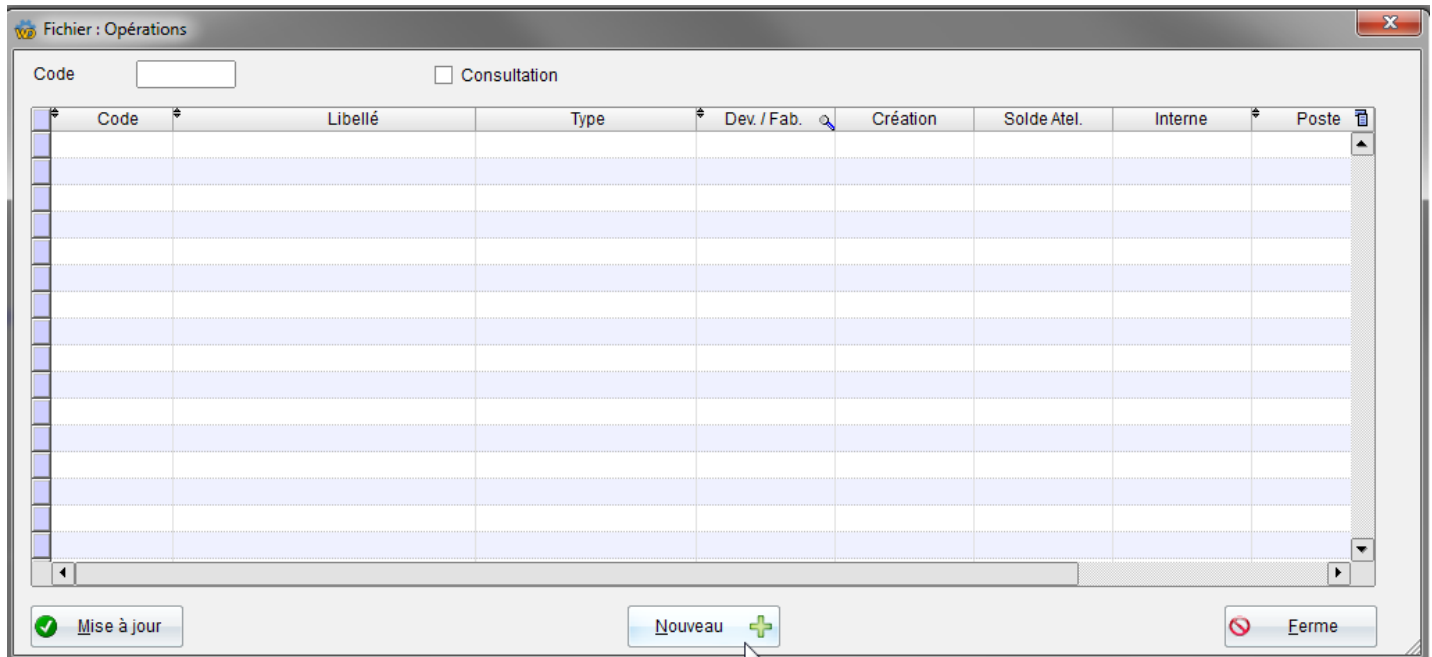 Fichier : Opérations
Code Consultation
Code Libellé Type Dev. / Fab. Création Solde Atel. Interne Poste
Mise à jour Nouveau Ferme